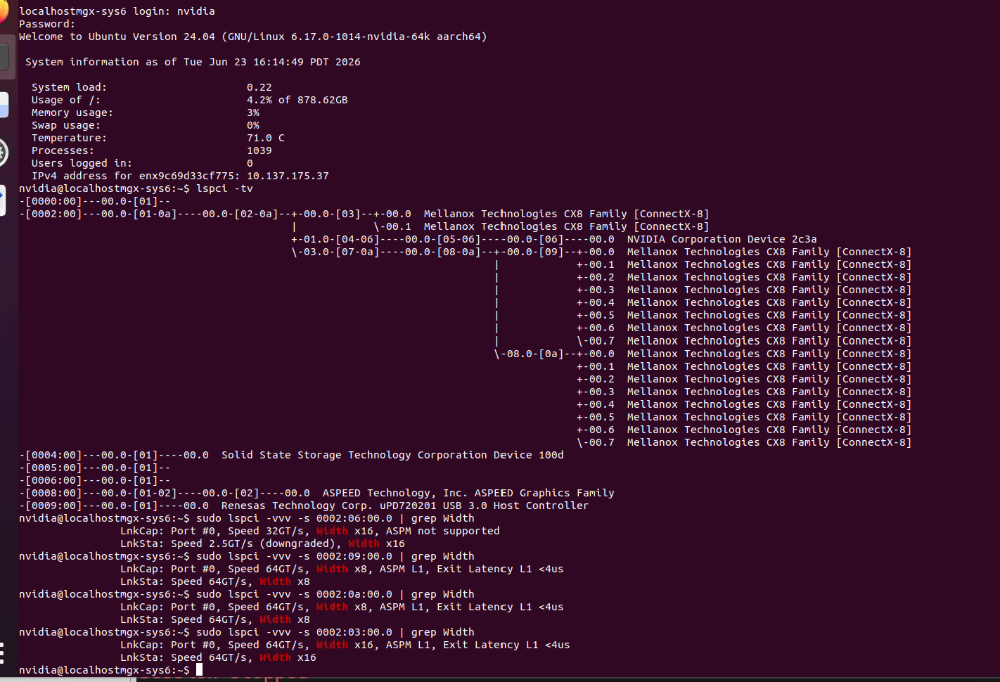 localhostmgx-sys6 login: nvidia
Password:
Welcome to Ubuntu Version 24.04 (GNU/Linux 6.17.0-1014-nvidia-64k aarch64)
System information as of Tue Jun 23 16:14:49 PDT 2026
System load: 0.22
Usage of /: 4.2% of 878.62GB
Memory usage: 3%
Swap usage: 0%
Temperature: 71.0 C
Processes: 1039
Users logged in: 0
IPv4 address for enx9c69d33cf775: 10.137.175.37
nvidia@localhostmgx-sys6:~$ lspci -tv
-[0000:00]---00.0-[01]--
-[0002:00]---00.0-[01-0a]----00.0-[02-0a]--+-00.0-[03]--+-00.0  Mellanox Technologies CX8 Family [ConnectX-8]
                                           |            \-00.1  Mellanox Technologies CX8 Family [ConnectX-8]
                                           +-01.0-[04-06]----00.0-[05-06]----00.0-[06]----00.0  NVIDIA Corporation Device 2c3a
                                           \-03.0-[07-0a]----00.0-[08-0a]--+-00.0-[09]--+-00.0  Mellanox Technologies CX8 Family [ConnectX-8]
                                                                           |            +-00.1  Mellanox Technologies CX8 Family [ConnectX-8]
                                                                           |            +-00.2  Mellanox Technologies CX8 Family [ConnectX-8]
                                                                           |            +-00.3  Mellanox Technologies CX8 Family [ConnectX-8]
                                                                           |            +-00.4  Mellanox Technologies CX8 Family [ConnectX-8]
                                                                           |            +-00.5  Mellanox Technologies CX8 Family [ConnectX-8]
                                                                           |            +-00.6  Mellanox Technologies CX8 Family [ConnectX-8]
                                                                           |            \-00.7  Mellanox Technologies CX8 Family [ConnectX-8]
                                                                           \-08.0-[0a]--+-00.0  Mellanox Technologies CX8 Family [ConnectX-8]
                                                                                        +-00.1  Mellanox Technologies CX8 Family [ConnectX-8]
                                                                                        +-00.2  Mellanox Technologies CX8 Family [ConnectX-8]
                                                                                        +-00.3  Mellanox Technologies CX8 Family [ConnectX-8]
                                                                                        +-00.4  Mellanox Technologies CX8 Family [ConnectX-8]
                                                                                        +-00.5  Mellanox Technologies CX8 Family [ConnectX-8]
                                                                                        +-00.6  Mellanox Technologies CX8 Family [ConnectX-8]
                                                                                        \-00.7  Mellanox Technologies CX8 Family [ConnectX-8]
-[0004:00]---00.0-[01]----00.0  Solid State Storage Technology Corporation Device 100d
-[0005:00]---00.0-[01]--
-[0006:00]---00.0-[01]--
-[0008:00]---00.0-[01-02]----00.0-[02]----00.0  ASPEED Technology, Inc. ASPEED Graphics Family
-[0009:00]---00.0-[01]----00.0  Renesas Technology Corp. uPD720201 USB 3.0 Host Controller
nvidia@localhostmgx-sys6:~$ sudo lspci -vvv -s 0002:06:00.0 | grep Width
LnkCap: Port #0, Speed 32GT/s, Width x16, ASPM not supported
LnkSta: Speed 2.5GT/s (downgraded), Width x16
nvidia@localhostmgx-sys6:~$ sudo lspci -vvv -s 0002:09:00.0 | grep Width
LnkCap: Port #0, Speed 64GT/s, Width x8, ASPM L1, Exit Latency L1 <4us
LnkSta: Speed 64GT/s, Width x8
nvidia@localhostmgx-sys6:~$ sudo lspci -vvv -s 0002:0a:00.0 | grep Width
LnkCap: Port #0, Speed 64GT/s, Width x8, ASPM L1, Exit Latency L1 <4us
LnkSta: Speed 64GT/s, Width x8
nvidia@localhostmgx-sys6:~$ sudo lspci -vvv -s 0002:03:00.0 | grep Width
LnkCap: Port #0, Speed 64GT/s, Width x16, ASPM L1, Exit Latency L1 <4us
LnkSta: Speed 64GT/s, Width x16
nvidia@localhostmgx-sys6:~$